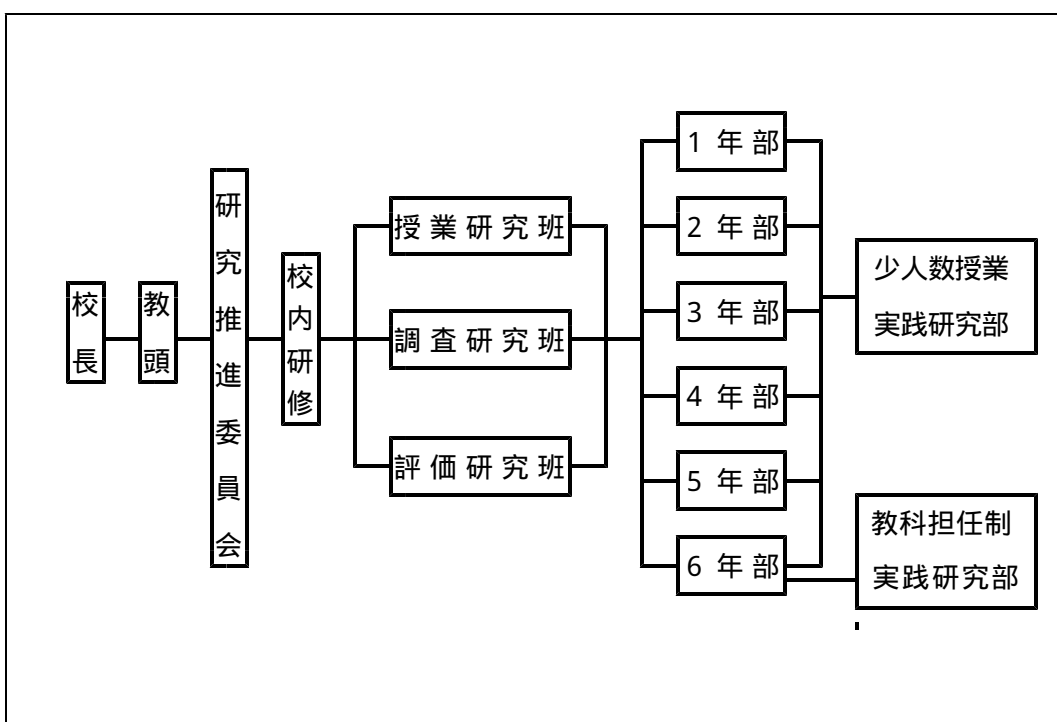 校長
教頭
研究推進委員会
校内研修
授業研究班
調査研究班
評価研究班
1年部
2年部
3年部
4年部
5年部
6年部
少人数授業
実践研究部
教科担任制
実践研究部